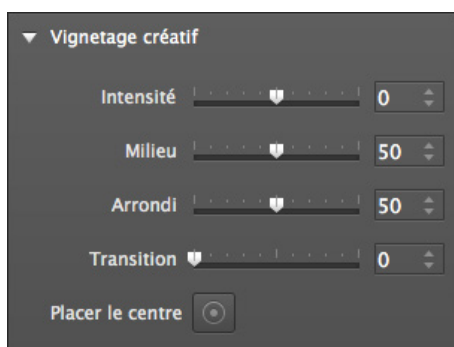 Vignetage créatif
Intensité 0
Milieu 50
Arrondi 50
Transition 0
Placer le centre